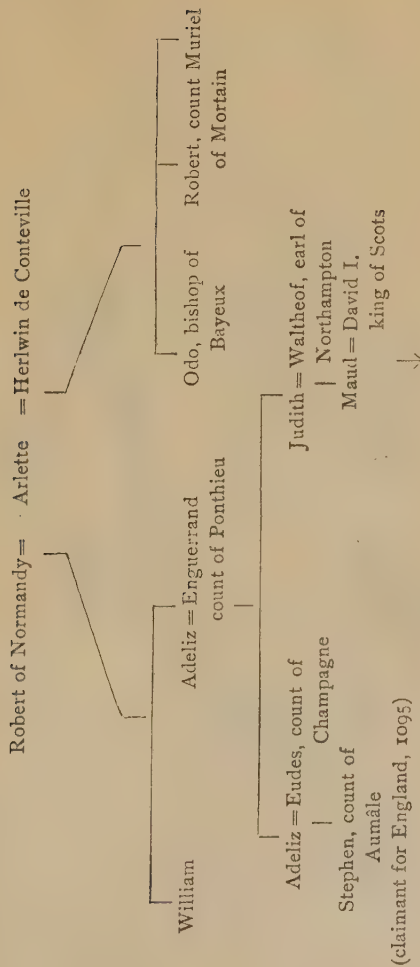 Robert of Normandy = Arlette = Herlwin de Conteville
William
Adeliz = Enguerrand
count of Ponthieu
Odo, bishop of
Bayeux
Robert, count
of Mortain
Muriel
Adeliz = Eudes, count of
Champagne
Stephen, count of
Aumâle
(claimant for England, 1095)
Judith = Waltheof, earl of
Northampton
Maud = David I.
king of Scots